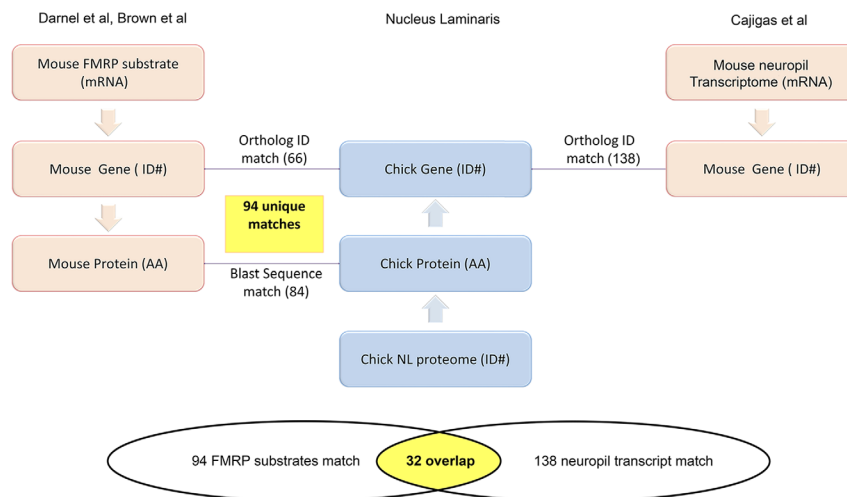 Darnel et al, Brown et al
Nucleus Laminaris
Cajigas et al
Mouse FMRP substrate
(mRNA)
Mouse neuropil
Transcriptome (mRNA)
Ortholog ID
match (66)
Ortholog ID
match (138)
Mouse Gene ( ID#)
Chick Gene (ID#)
Mouse Gene ( ID#)
94 unique
matches
Mouse Protein (AA)
Chick Protein (AA)
Blast Sequence
match (84)
Chick NL proteome (ID#)
94 FMRP substrates match
32 overlap
138 neuropil transcript match